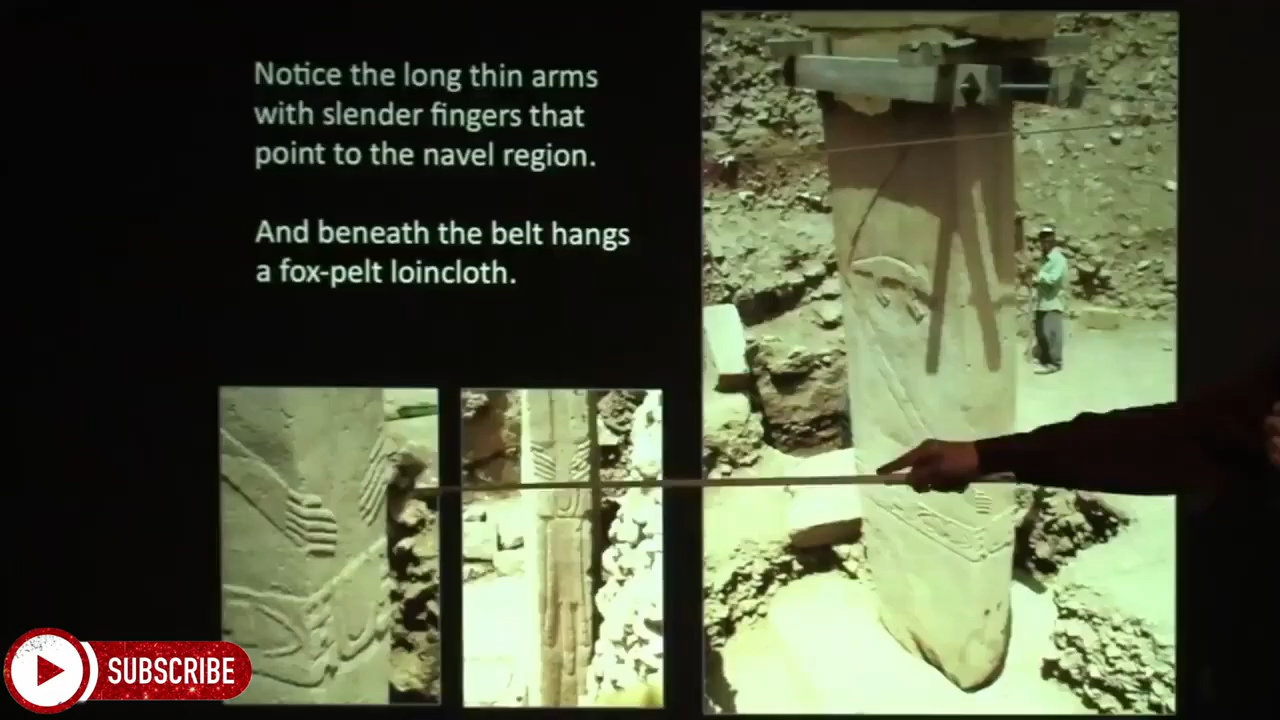 Notice the long thin arms
with slender fingers that
point to the navel region.
And beneath the belt hangs
a fox-pelt loincloth.
SUBSCRIBE